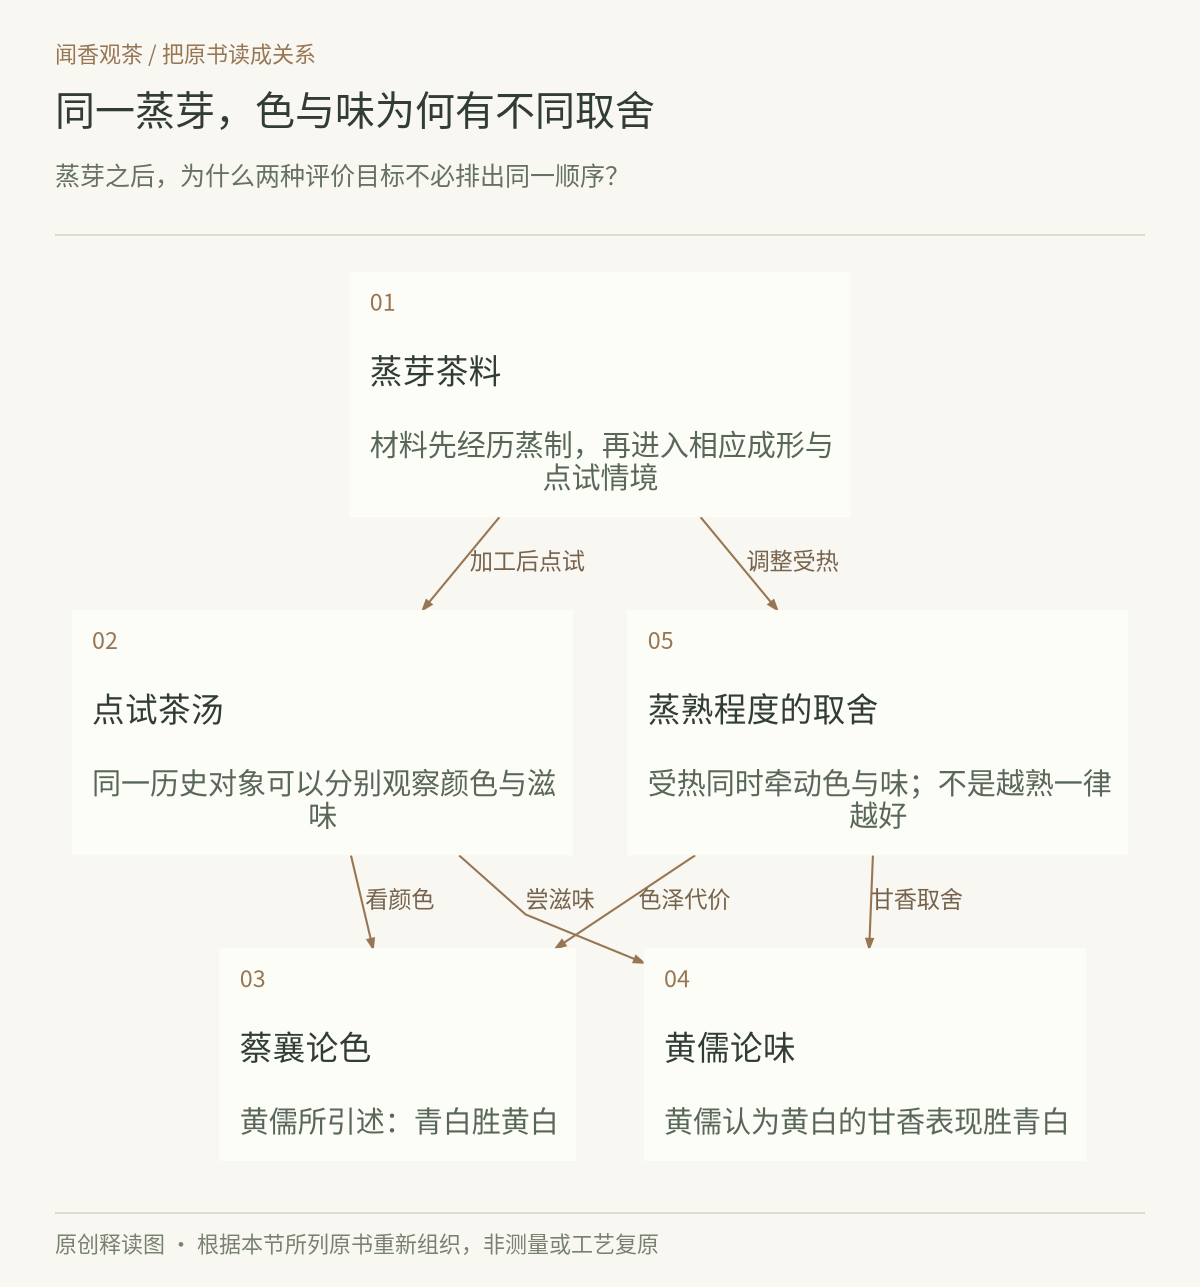 闻香观茶 / 把原书读成关系
同一蒸芽，色与味为何有不同取舍
蒸芽之后，为什么两种评价目标不必排出同一顺序？
01
蒸芽茶料
材料先经历蒸制，再进入相应成形与
点试情境
加工后点试
调整受热
02
点试茶汤
同一历史对象可以分别观察颜色与滋
味
05
蒸熟程度的取舍
受热同时牵动色与味；不是越熟一律
越好
看颜色
尝滋味
色泽代价
甘香取舍
03
蔡襄论色
黄儒所引述：青白胜黄白
04
黄儒论味
黄儒认为黄白的甘香表现胜青白
原创释读图 · 根据本节所列原书重新组织，非测量或工艺复原